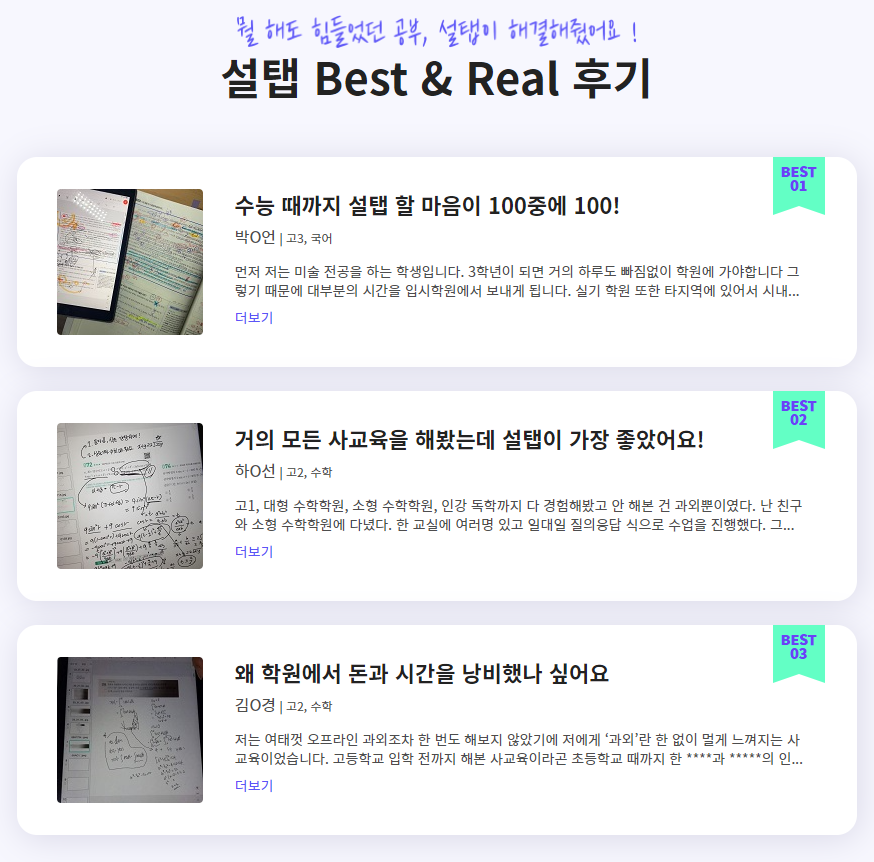 뭘 해도 힘들었던 공부, 설탭이 해결해줬어요 !
설탭 Best & Real 후기
BEST
01
수능 때까지 설탭 할 마음이 100중에 100!
박O언 | 고3, 국어
먼저 저는 미술 전공을 하는 학생입니다. 3학년이 되면 거의 하루도 빠짐없이 학원에 가야합니다 그
렇기 때문에 대부분의 시간을 입시학원에서 보내게 됩니다. 실기 학원 또한 타지역에 있어서 시내...
더보기
BEST
02
거의 모든 사교육을 해봤는데 설탭이 가장 좋았어요!
하O선 | 고2, 수학
고1, 대형 수학학원, 소형 수학학원, 인강 독학까지 다 경험해봤고 안 해본 건 과외뿐이였다. 난 친구
와 소형 수학학원에 다녔다. 한 교실에 여러명 있고 일대일 질의응답 식으로 수업을 진행했다. 그...
더보기
BEST
03
왜 학원에서 돈과 시간을 낭비했나 싶어요
김O경 | 고2, 수학
저는 여태껏 오프라인 과외조차 한 번도 해보지 않았기에 저에게 ‘과외’란 한 없이 멀게 느껴지는 사
교육이었습니다. 고등학교 입학 전까지 해본 사교육이라곤 초등학교 때까지 한 ****과 *****의 인...
더보기